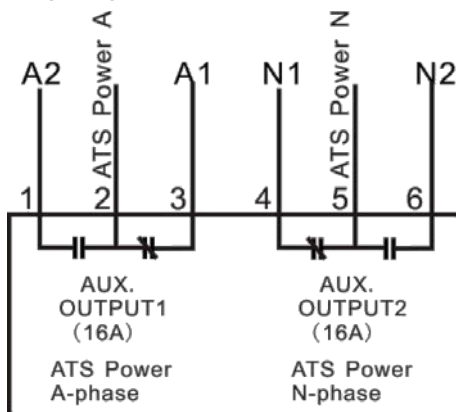 A2
ATS Power A
A1
N1
ATS Power N
N2
1
2
3
4
5
6
AUX.
OUTPUT1
(16A)
ATS Power
A-phase
AUX.
OUTPUT2
(16A)
ATS Power
N-phase